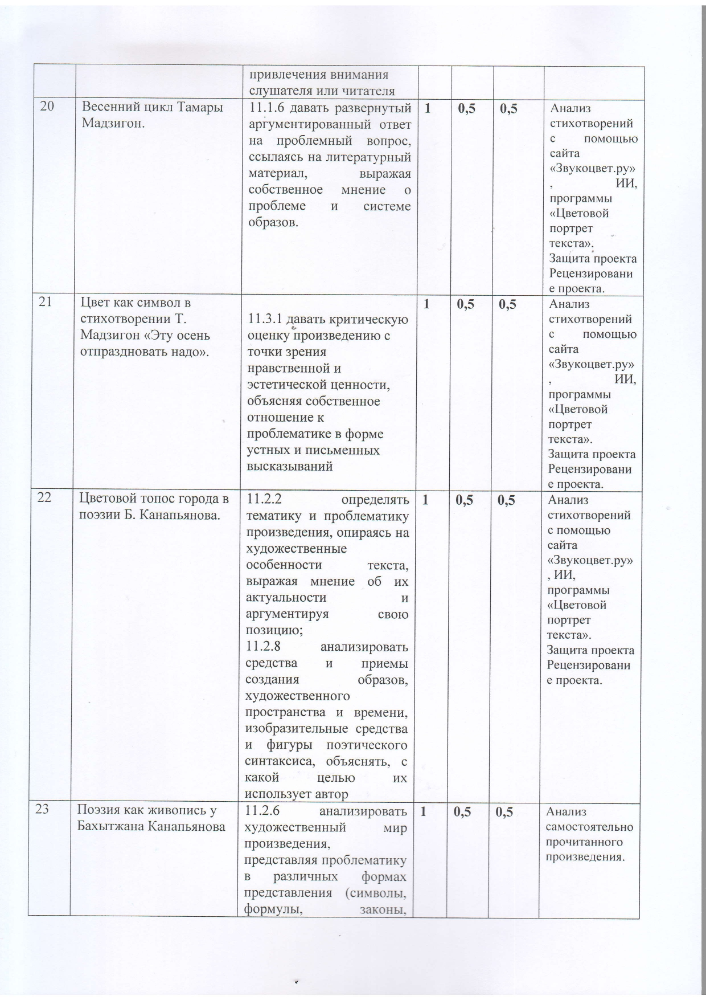 привлечения внимания
слушателя или читателя
20
Весенний цикл Тамары
Мадзигон.
11.1.6 давать развернутый
аргументированный ответ
на проблемный вопрос,
ссылаясь на литературный
материал, выражая
собственное мнение о
проблеме и системе
образов.
1
0,5
0,5
Анализ
стихотворений
с помощью
сайта
«Звукоцвет.ру»
, ИИ,
программы
«Цветовой
портрет
текста».
Защита проекта
Рецензировани
е проекта.
21
Цвет как символ в
стихотворении Т.
Мадзигон «Эту осень
отпраздновать надо».
11.3.1 давать критическую
оценку произведению с
точки зрения
нравственной и
эстетической ценности,
объясняя собственное
отношение к
проблематике в форме
устных и письменных
высказываний
1
0,5
0,5
Анализ
стихотворений
с помощью
сайта
«Звукоцвет.ру»
, ИИ,
программы
«Цветовой
портрет
текста».
Защита проекта
Рецензировани
е проекта.
22
Цветовой топос города в
поэзии Б. Канапьянова.
11.2.2 определять
тематику и проблематику
произведения, опираясь на
художественные
особенности текста,
выражая мнение об их
актуальности и
аргументируя свою
позицию;
11.2.8 анализировать
средства и приемы
создания образов,
художественного
пространства и времени,
изобразительные средства
и фигуры поэтического
синтаксиса, объяснять, с
какой целью их
использует автор
1
0,5
0,5
Анализ
стихотворений
с помощью
сайта
«Звукоцвет.ру»
, ИИ,
программы
«Цветовой
портрет
текста».
Защита проекта
Рецензировани
е проекта.
23
Поэзия как живопись у
Бахытжана Канапьянова
11.2.6 анализировать
художественный мир
произведения,
представляя проблематику
в различных формах
представления (символы,
формулы, законы,
1
0,5
0,5
Анализ
самостоятельно
прочитанного
произведения.